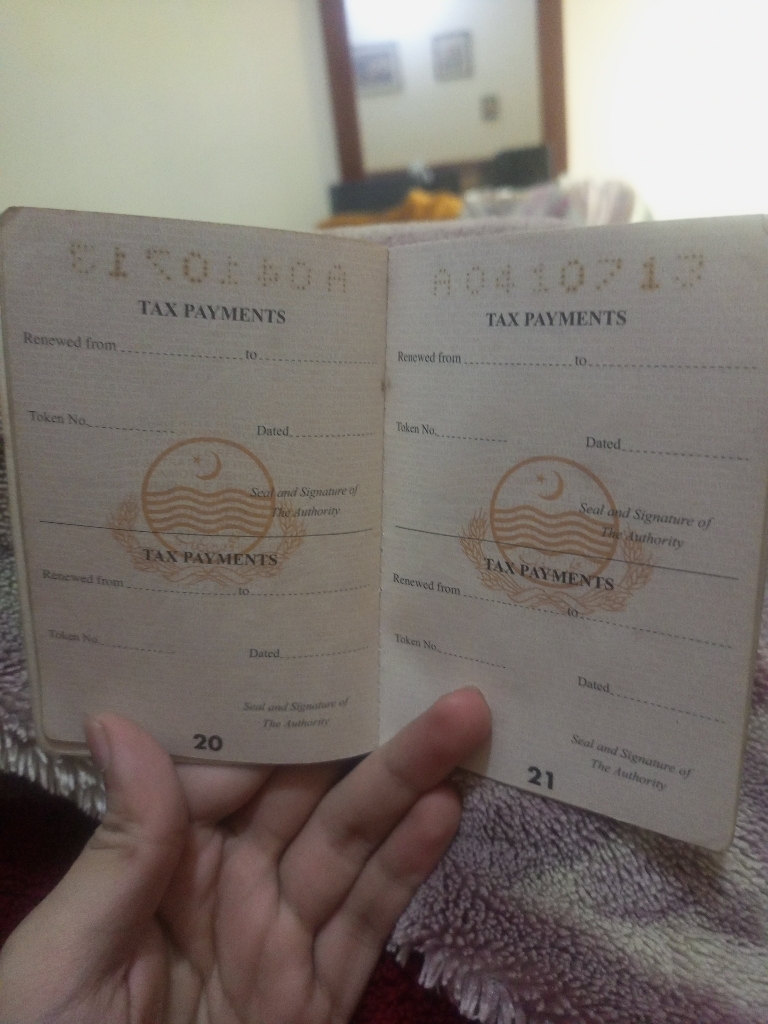 A0410713
TAX PAYMENTS
Renewed from to
Token No. Dated
Seal and Signature of
The Authority
TAX PAYMENTS
Renewed from to
Token No. Dated
Seal and Signature of
The Authority
20
A0410713
TAX PAYMENTS
Renewed from to
Token No. Dated
Seal and Signature of
The Authority
TAX PAYMENTS
Renewed from to
Token No. Dated
Seal and Signature of
The Authority
21